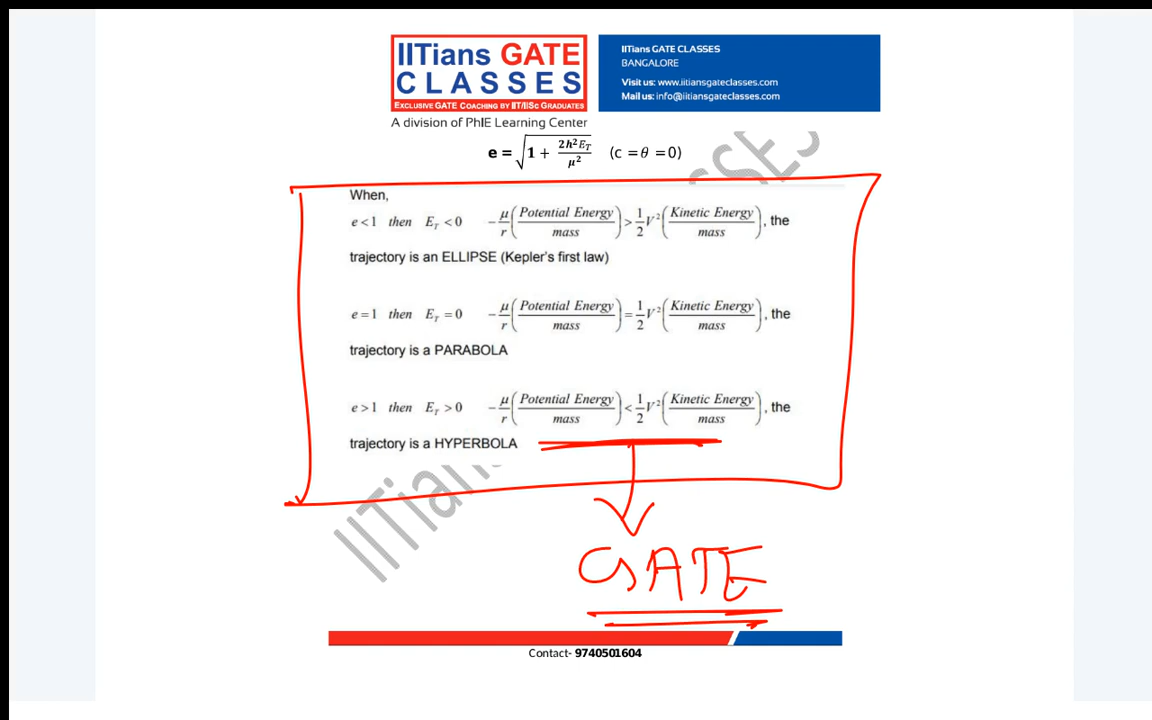 IITians GATE
CLASSES
EXCLUSIVE GATE COACHING BY IIT/IISc GRADUATES
A division of PhIE Learning Center
IITians GATE CLASSES
BANGALORE
Visit us: www.iitiansgateclasses.com
Mail us: info@iitiansgateclasses.com
e = √(1 + 2h²E_T/μ²) (c = θ = 0)
When,
e < 1 then E_T < 0 −μ/r (Potential Energy/mass) > 1/2 V² (Kinetic Energy/mass), the
trajectory is an ELLIPSE (Kepler's first law)
e = 1 then E_T = 0 −μ/r (Potential Energy/mass) = 1/2 V² (Kinetic Energy/mass), the
trajectory is a PARABOLA
e > 1 then E_T > 0 −μ/r (Potential Energy/mass) < 1/2 V² (Kinetic Energy/mass), the
trajectory is a HYPERBOLA
GATE
Contact- 9740501604